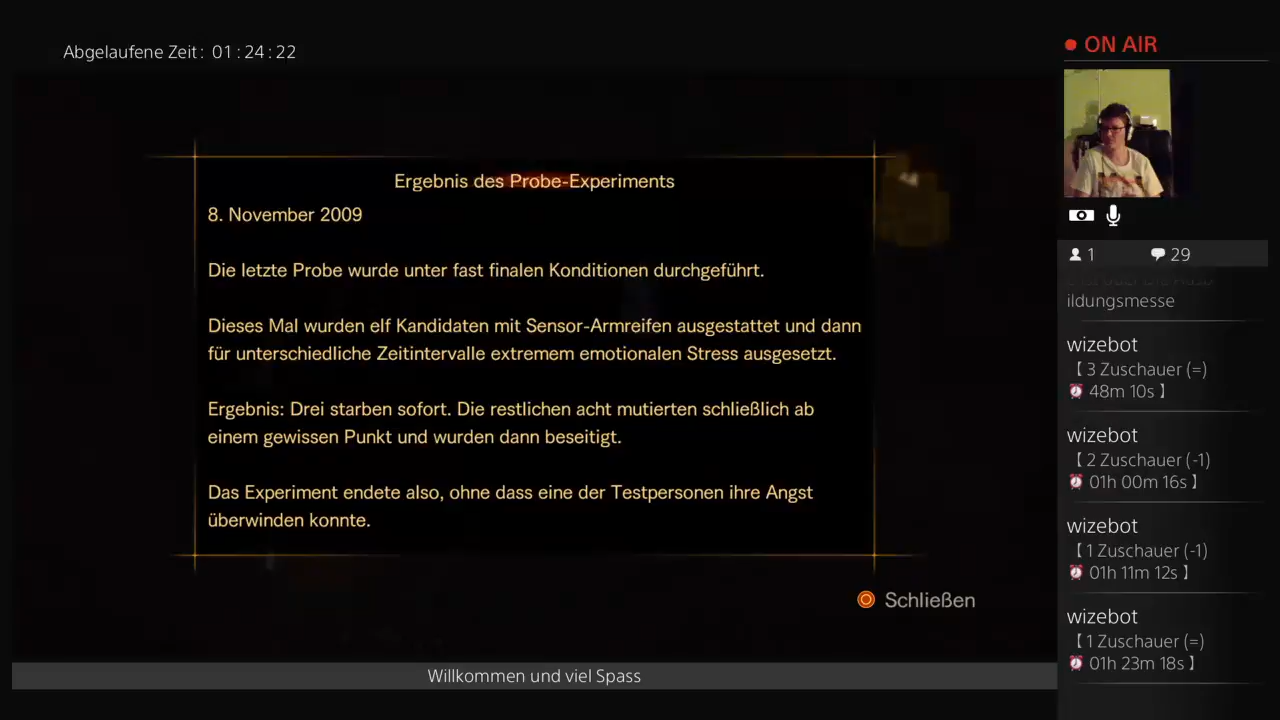 Abgelaufene Zeit: 01:24:22
ON AIR
Ergebnis des Probe-Experiments
8. November 2009
Die letzte Probe wurde unter fast finalen Konditionen durchgeführt.
Dieses Mal wurden elf Kandidaten mit Sensor-Armreifen ausgestattet und dann
für unterschiedliche Zeitintervalle extremem emotionalen Stress ausgesetzt.
Ergebnis: Drei starben sofort. Die restlichen acht mutierten schließlich ab
einem gewissen Punkt und wurden dann beseitigt.
Das Experiment endete also, ohne dass eine der Testpersonen ihre Angst
überwinden konnte.
Schließen
Willkommen und viel Spass
1 29
ildungsmesse
wizebot
【 3 Zuschauer (=)
⏰ 48m 10s 】
wizebot
【 2 Zuschauer (-1)
⏰ 01h 00m 16s 】
wizebot
【 1 Zuschauer (-1)
⏰ 01h 11m 12s 】
wizebot
【 1 Zuschauer (=)
⏰ 01h 23m 18s 】